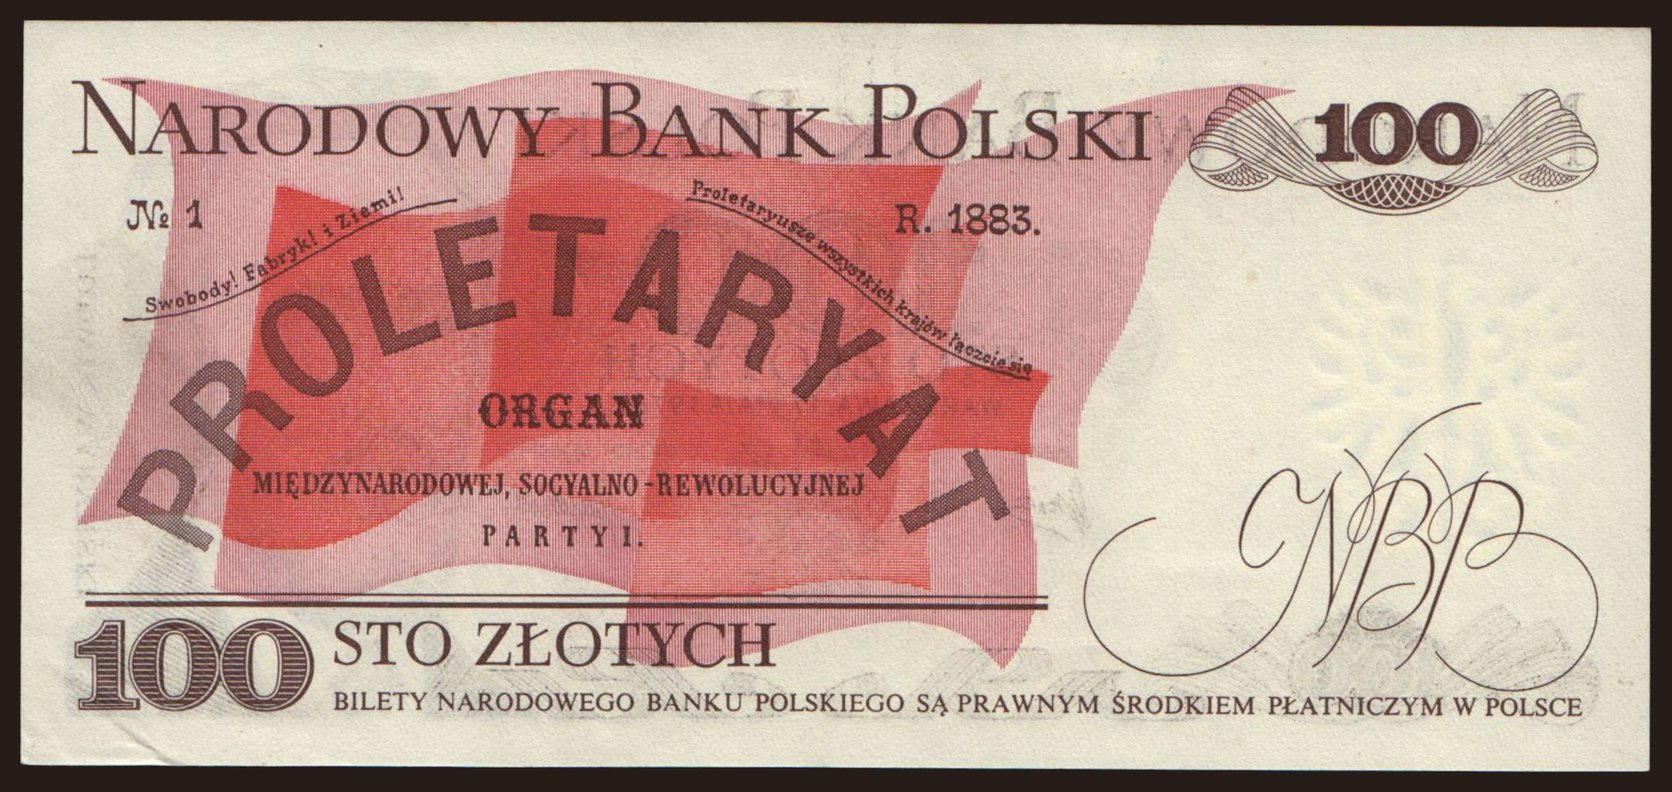 NARODOWY BANK POLSKI
100
№ 1
R. 1883.
Swobody! Fabryk! i Ziemi!
Proletaryusze wszystkich krajów łączcie się
PROLETARYAT
ORGAN
MIĘDZYNARODOWEJ, SOCYALNO-REWOLUCYJNEJ
PARTYI.
NBP
100
STO ZŁOTYCH
BILETY NARODOWEGO BANKU POLSKIEGO SĄ PRAWNYM ŚRODKIEM PŁATNICZYM W POLSCE